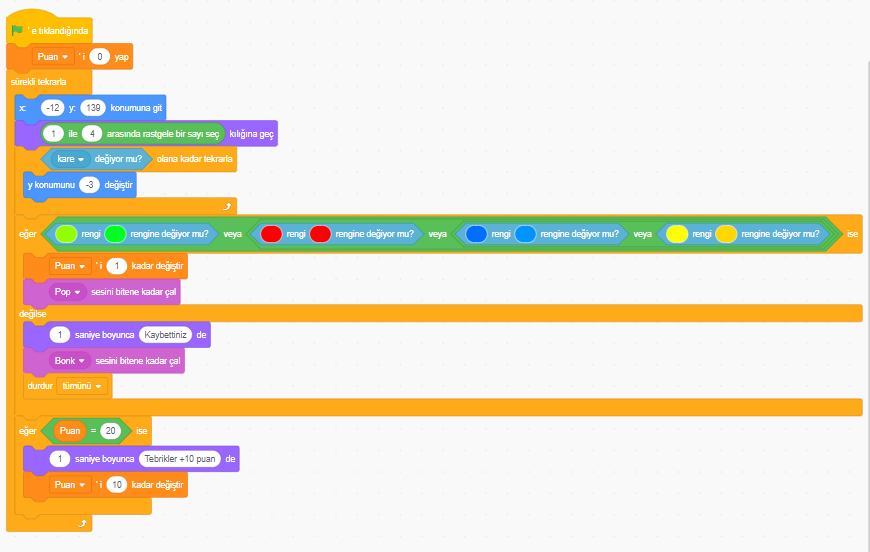 ' e tıklandığında
Puan ' i 0 yap
sürekli tekrarla
x: -12 y: 139 konumuna git
1 ile 4 arasında rastgele bir sayı seç kılığına geç
kare değiyor mu? olana kadar tekrarla
y konumunu -3 değiştir
eğer rengi rengine değiyor mu? veya rengi rengine değiyor mu? veya rengi rengine değiyor mu? veya rengi rengine değiyor mu? ise
Puan ' i 1 kadar değiştir
Pop sesini bitene kadar çal
değilse
1 saniye boyunca Kaybettiniz de
Bonk sesini bitene kadar çal
durdur tümünü
eğer Puan = 20 ise
1 saniye boyunca Tebrikler +10 puan de
Puan ' i 10 kadar değiştir